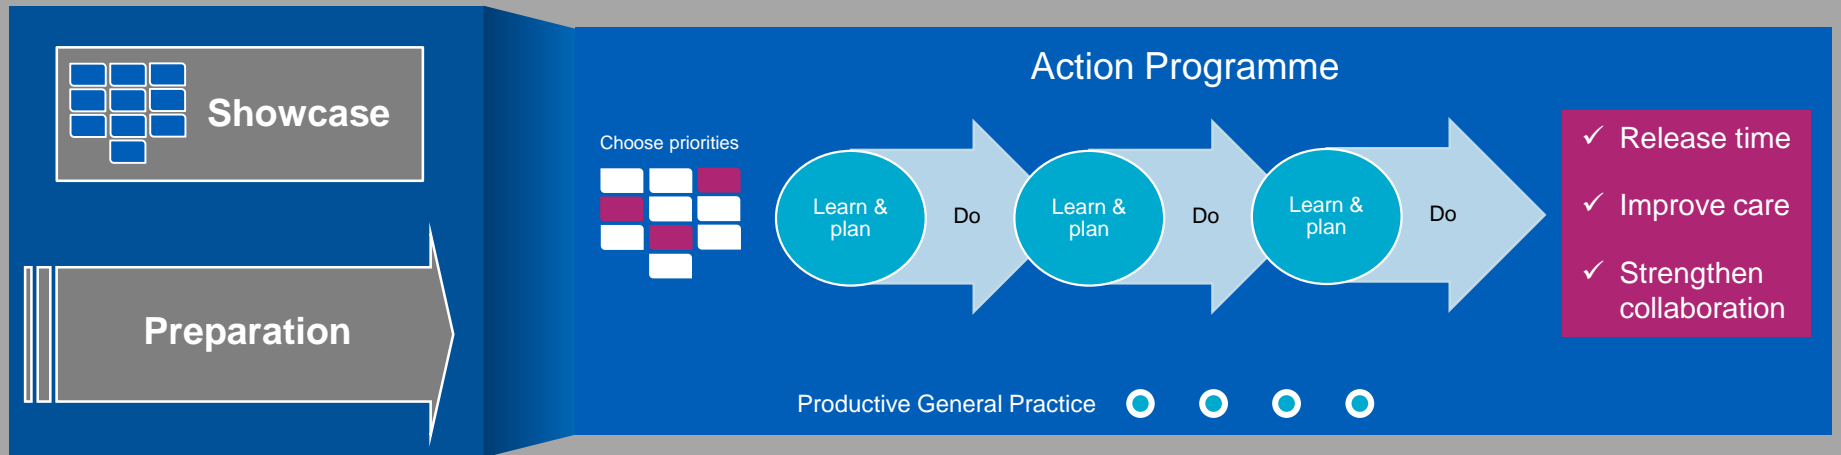 Showcase
Preparation
Action Programme
Choose priorities
Learn &
plan
Do
Learn &
plan
Do
Learn &
plan
Do
✓ Release time
✓ Improve care
✓ Strengthen
collaboration
Productive General Practice